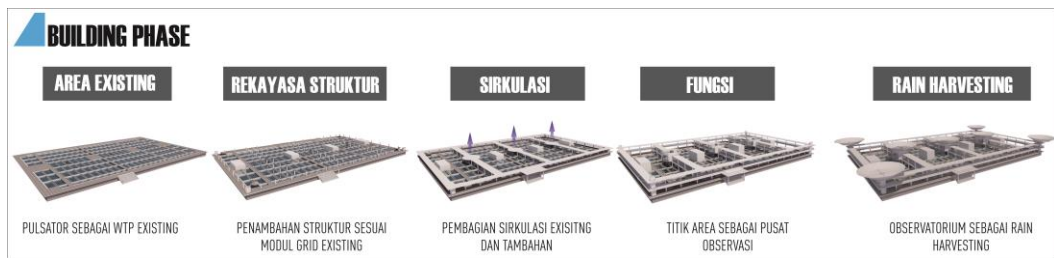 BUILDING PHASE
AREA EXISTING
REKAYASA STRUKTUR
SIRKULASI
FUNGSI
RAIN HARVESTING
PULSATOR SEBAGAI WTP EXISTING
PENAMBAHAN STRUKTUR SESUAI
MODUL GRID EXISTING
PEMBAGIAN SIRKULASI EXISITNG
DAN TAMBAHAN
TITIK AREA SEBAGAI PUSAT
OBSERVASI
OBSERVATORIUM SEBAGAI RAIN
HARVESTING